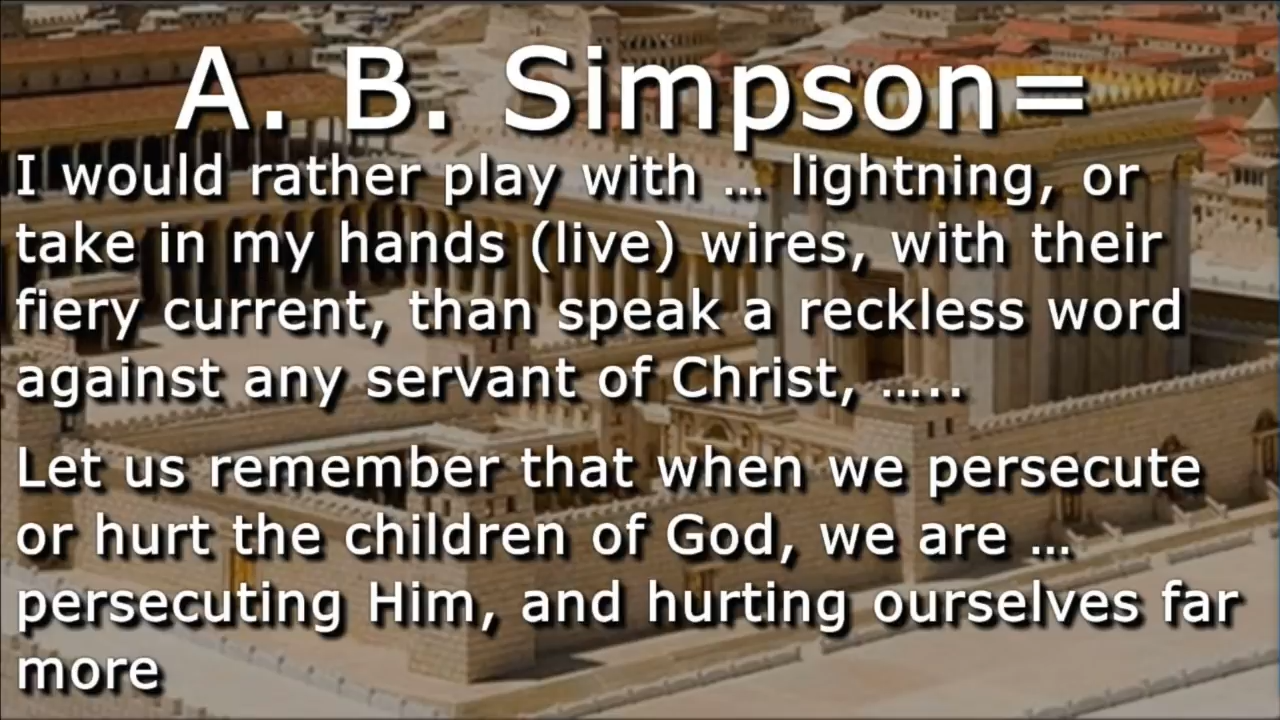 A. B. Simpson=
I would rather play with … lightning, or
take in my hands (live) wires, with their
fiery current, than speak a reckless word
against any servant of Christ, …..
Let us remember that when we persecute
or hurt the children of God, we are …
persecuting Him, and hurting ourselves far
more